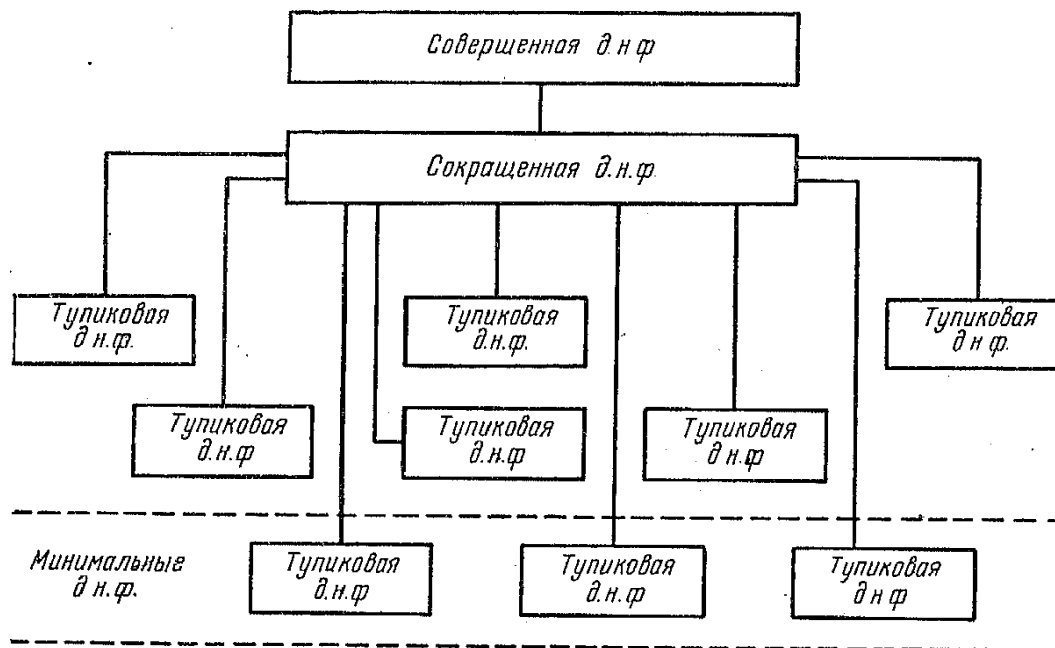 Совершенная д н ф
Сокращенная д.н.ф.
Тупиковая
д н.ф.
Тупиковая
д.н.ф.
Тупиковая
д н ф.
Тупиковая
д.н.ф
Тупиковая
д.н.ф
Тупиковая
д н.ф
Минимальные
д н.ф.
Тупиковая
д.н.ф
Тупиковая
д.н.ф
Тупиковая
д н ф